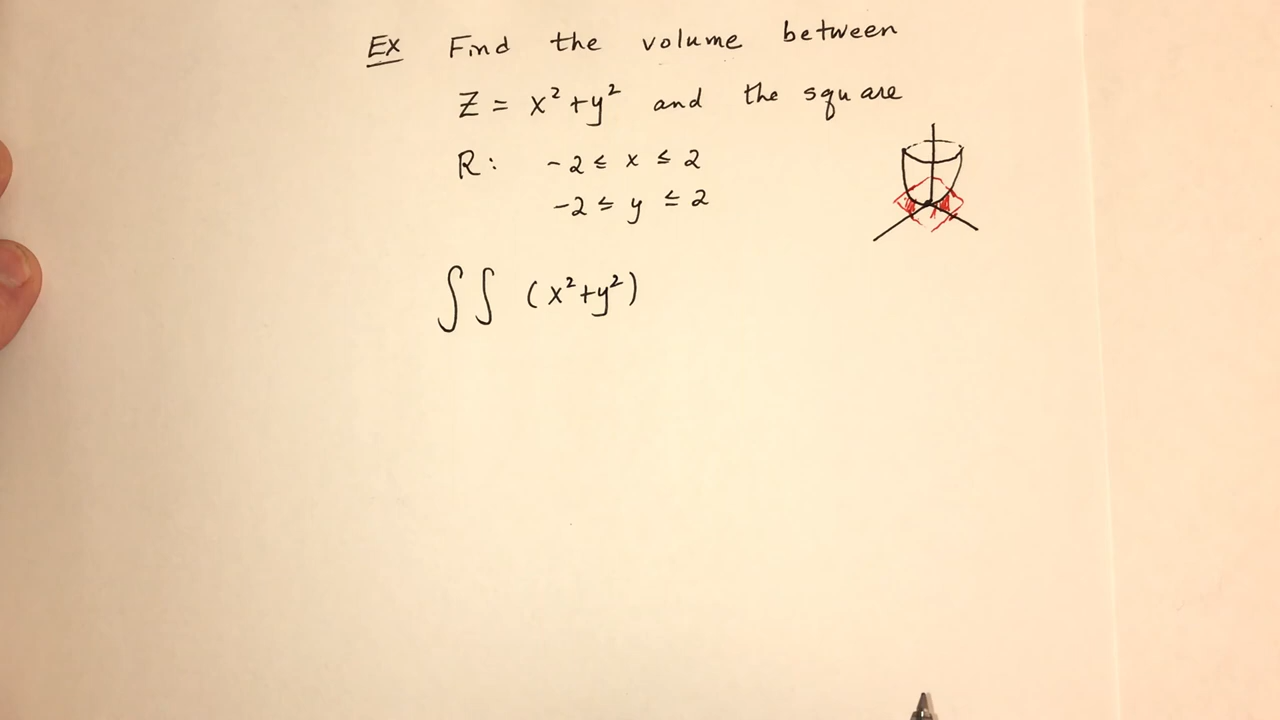 Ex Find the volume between
Z = x² + y² and the square
R: -2 ≤ x ≤ 2
-2 ≤ y ≤ 2
∫∫ (x²+y²)